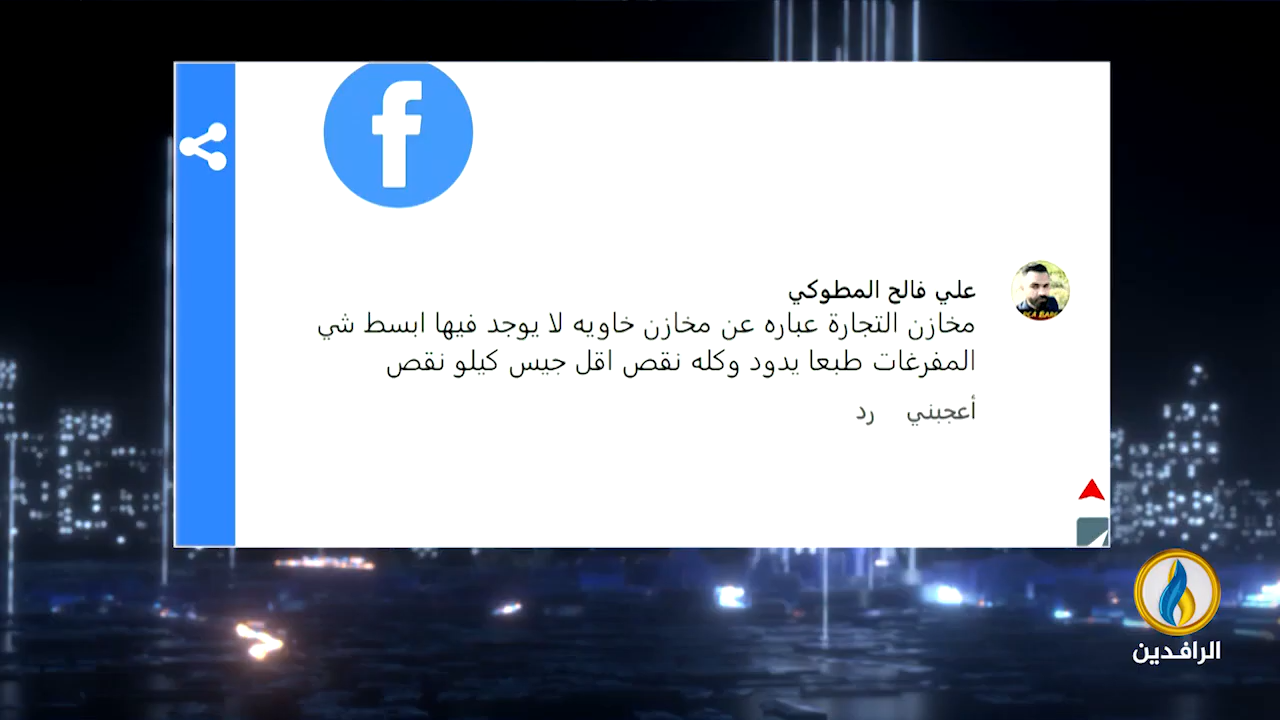 علي فالح المطوكي
مخازن التجارة عباره عن مخازن خاويه لا يوجد فيها ابسط شي
المفرغات طبعا يدود وكله نقص اقل جيس كيلو نقص
أعجبني رد
الرافدين